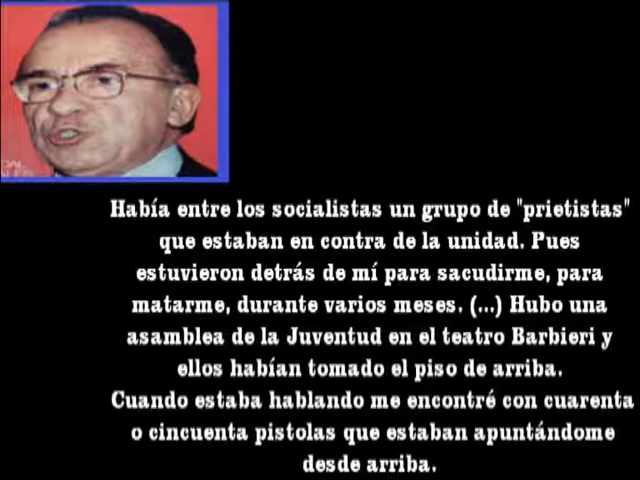 Había entre los socialistas un grupo de "prietistas"
que estaban en contra de la unidad. Pues
estuvieron detrás de mí para sacudirme, para
matarme, durante varios meses. (...) Hubo una
asamblea de la Juventud en el teatro Barbieri y
ellos habían tomado el piso de arriba.
Cuando estaba hablando me encontré con cuarenta
o cincuenta pistolas que estaban apuntándome
desde arriba.